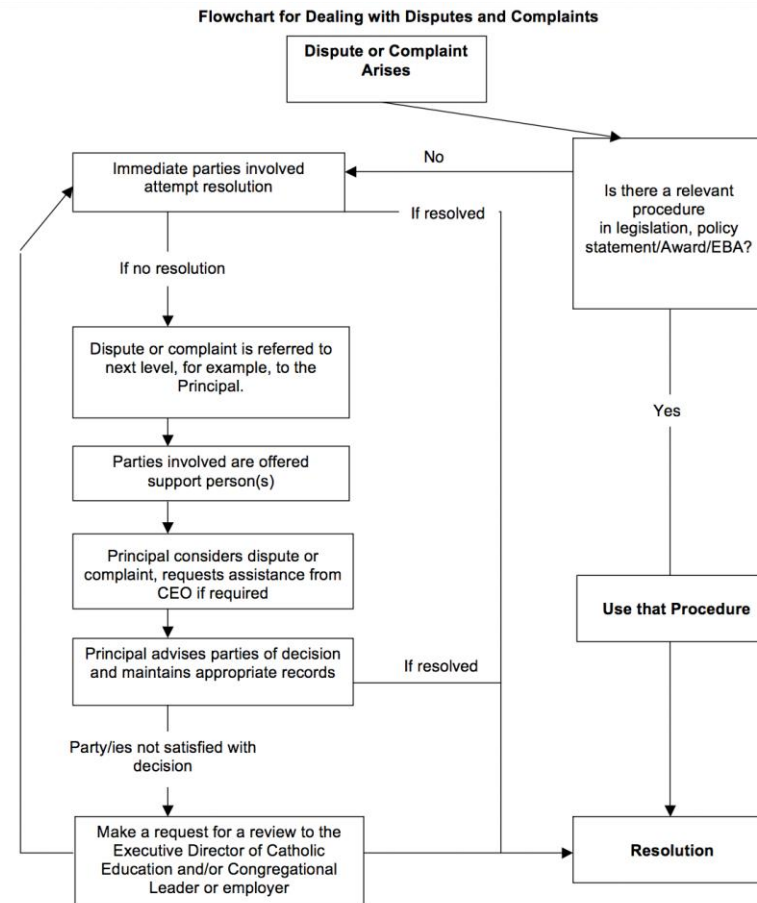 Flowchart for Dealing with Disputes and Complaints
Dispute or Complaint
Arises
No
Immediate parties involved
attempt resolution
Is there a relevant
procedure
in legislation, policy
statement/Award/EBA?
If resolved
If no resolution
Dispute or complaint is referred to
next level, for example, to the
Principal.
Yes
Parties involved are offered
support person(s)
Principal considers dispute or
complaint, requests assistance from
CEO if required
Use that Procedure
Principal advises parties of decision
and maintains appropriate records
If resolved
Party/ies not satisfied with
decision
Make a request for a review to the
Executive Director of Catholic
Education and/or Congregational
Leader or employer
Resolution